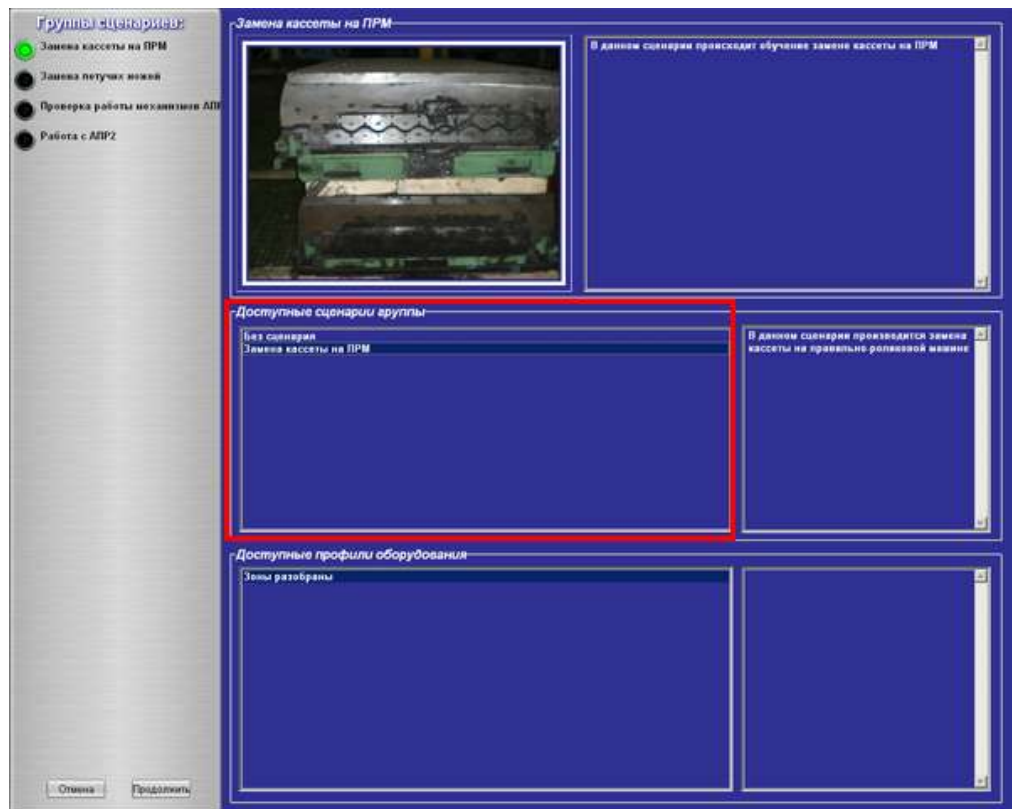 Группы сценариев:
Замена кассеты на ПРМ
Замена летучих ножей
Проверка работы механизмов АПР
Работа с АПР2
Отмена
Продолжить
Замена кассеты на ПРМ
В данном сценарии происходит обучение замене кассеты на ПРМ
Доступные сценарии группы
Без сценария
Замена кассеты на ПРМ
В данном сценарии производится замена
кассеты на правильно роликовой машине
Доступные профили оборудования
Зоны разобраны